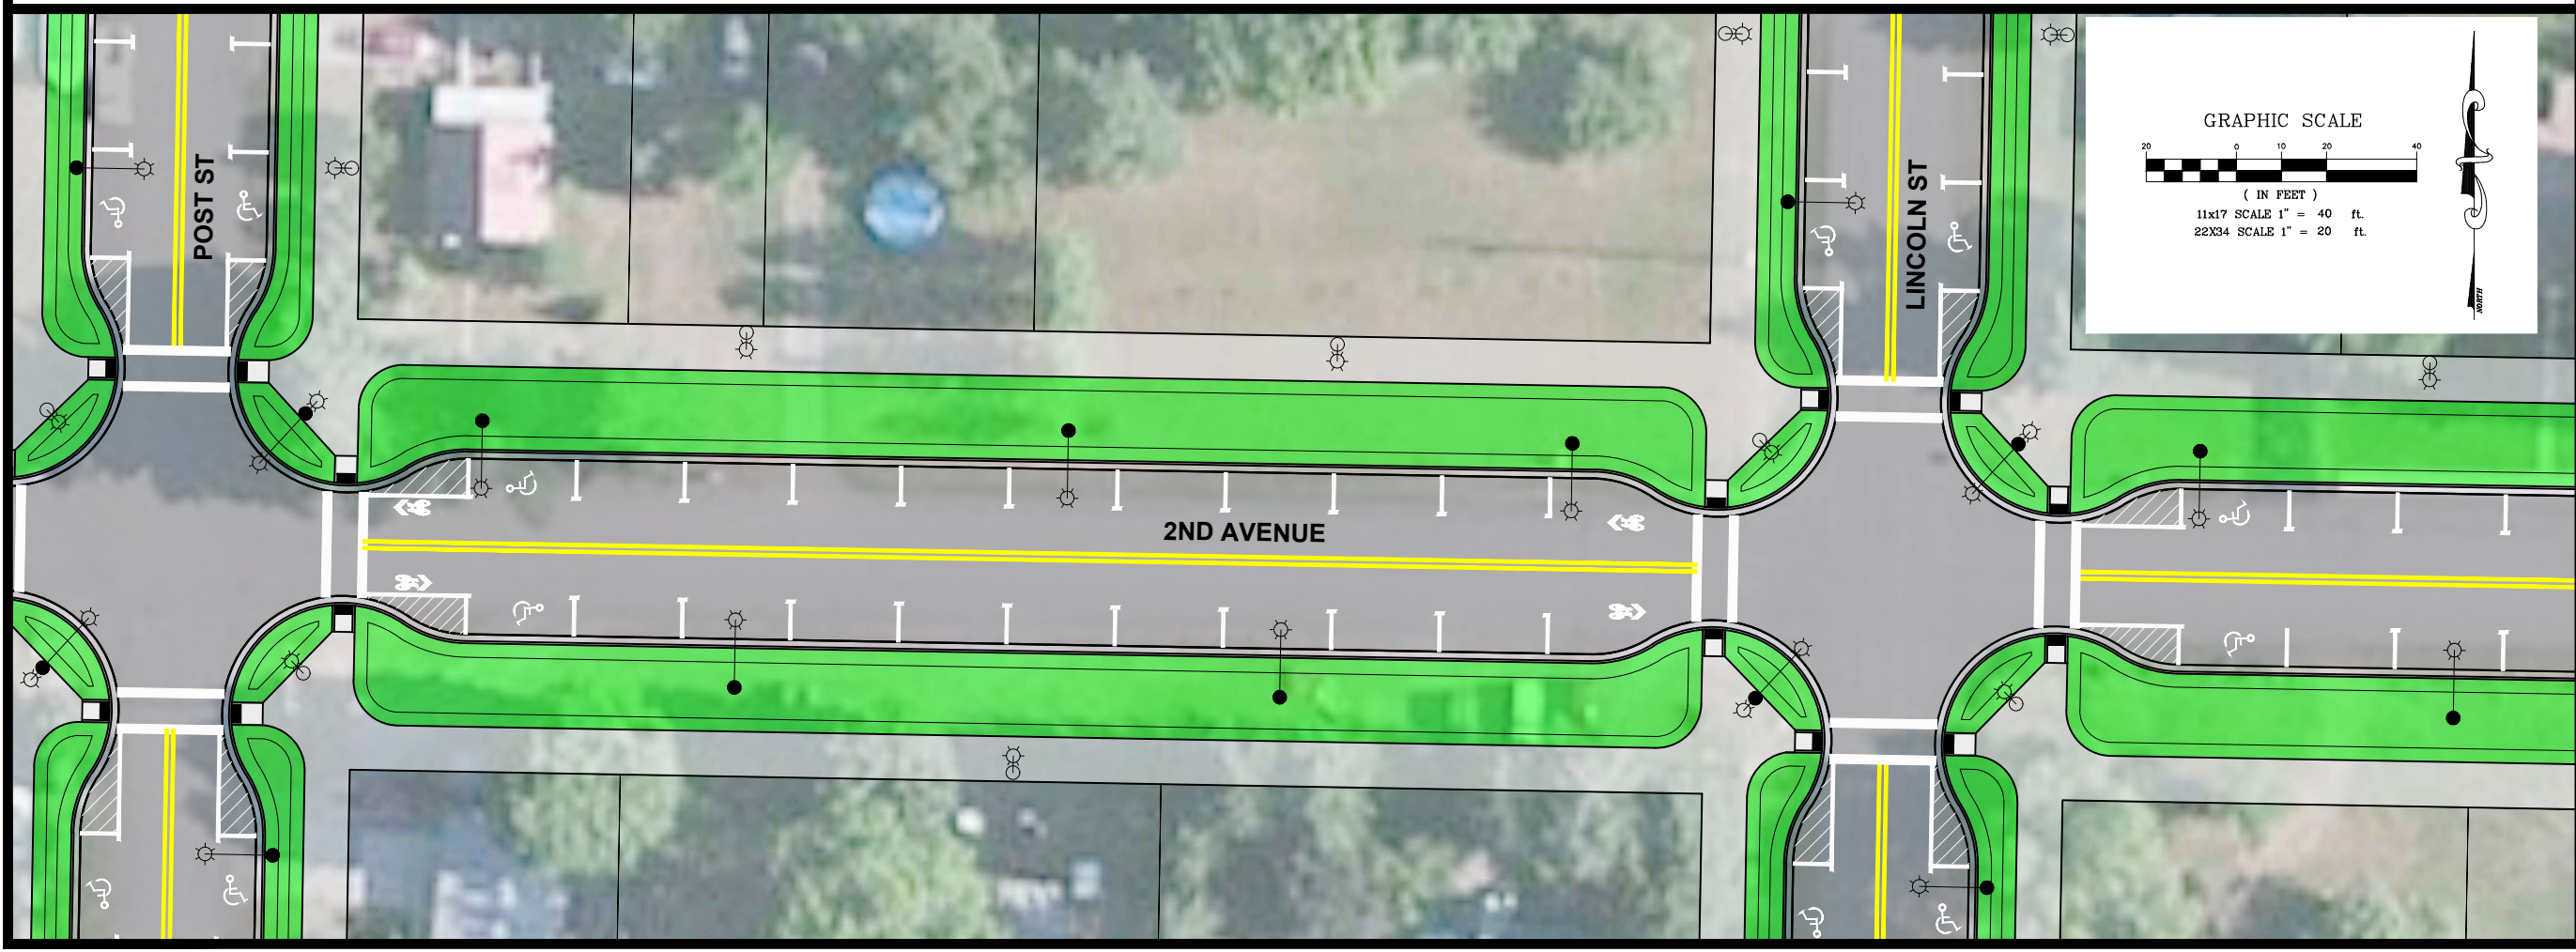 POST ST
LINCOLN ST
2ND AVENUE
GRAPHIC SCALE
20 0 10 20 40
( IN FEET )
11x17 SCALE 1" = 40 ft.
22X34 SCALE 1" = 20 ft.
NORTH